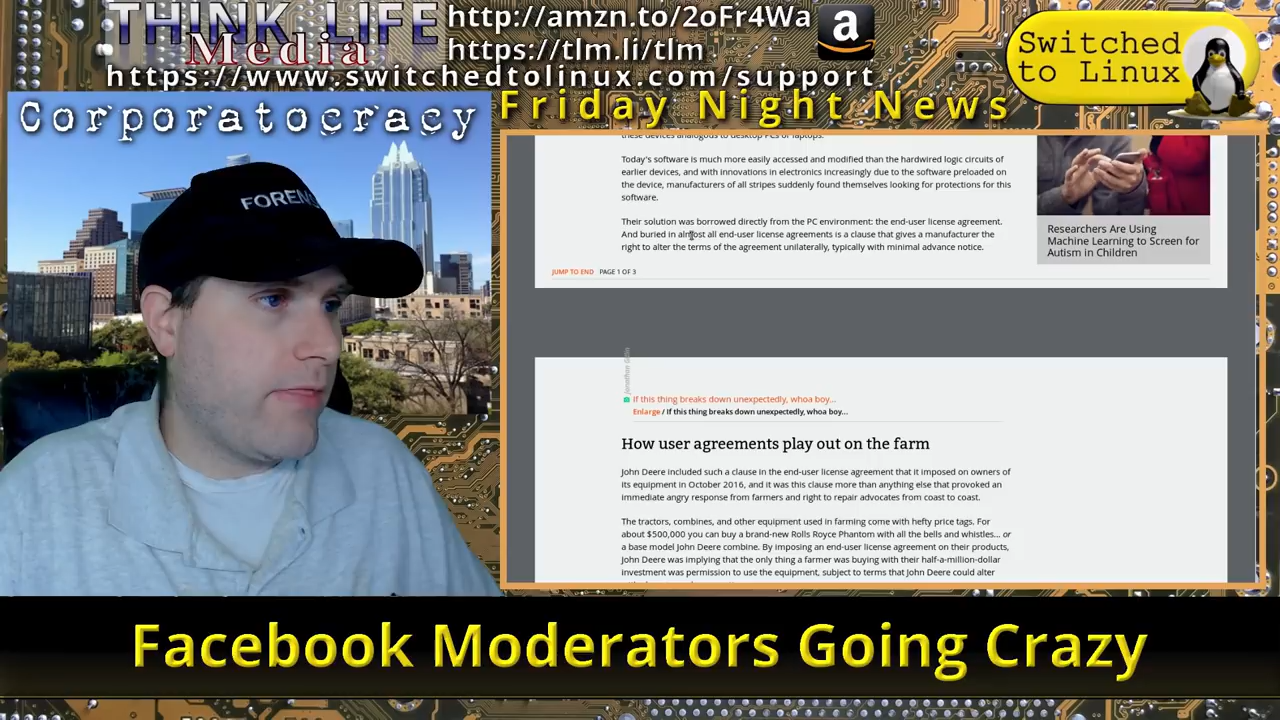 THINK LIFE
Media
http://amzn.to/2oFr4Wa
https://tlm.li/tlm
https://www.switchedtolinux.com/support
a
Switched
to Linux
Corporatocracy
Friday Night News
FOREN
these devices analogous to desktop PCs or laptops.
Today's software is much more easily accessed and modified than the hardwired logic circuits of
earlier devices, and with innovations in electronics increasingly due to the software preloaded on
the device, manufacturers of all stripes suddenly found themselves looking for protections for this
software.
Their solution was borrowed directly from the PC environment: the end-user license agreement.
And buried in almost all end-user license agreements is a clause that gives a manufacturer the
right to alter the terms of the agreement unilaterally, typically with minimal advance notice.
JUMP TO END PAGE 1 OF 3
Researchers Are Using
Machine Learning to Screen for
Autism in Children
Jonathan Gitlin
If this thing breaks down unexpectedly, whoa boy...
Enlarge / If this thing breaks down unexpectedly, whoa boy...
How user agreements play out on the farm
John Deere included such a clause in the end-user license agreement that it imposed on owners of
its equipment in October 2016, and it was this clause more than anything else that provoked an
immediate angry response from farmers and right to repair advocates from coast to coast.
The tractors, combines, and other equipment used in farming come with hefty price tags. For
about $500,000 you can buy a brand-new Rolls Royce Phantom with all the bells and whistles... or
a base model John Deere combine. By imposing an end-user license agreement on their products,
John Deere was implying that the only thing a farmer was buying with their half-a-million-dollar
investment was permission to use the equipment, subject to terms that John Deere could alter
Facebook Moderators Going Crazy